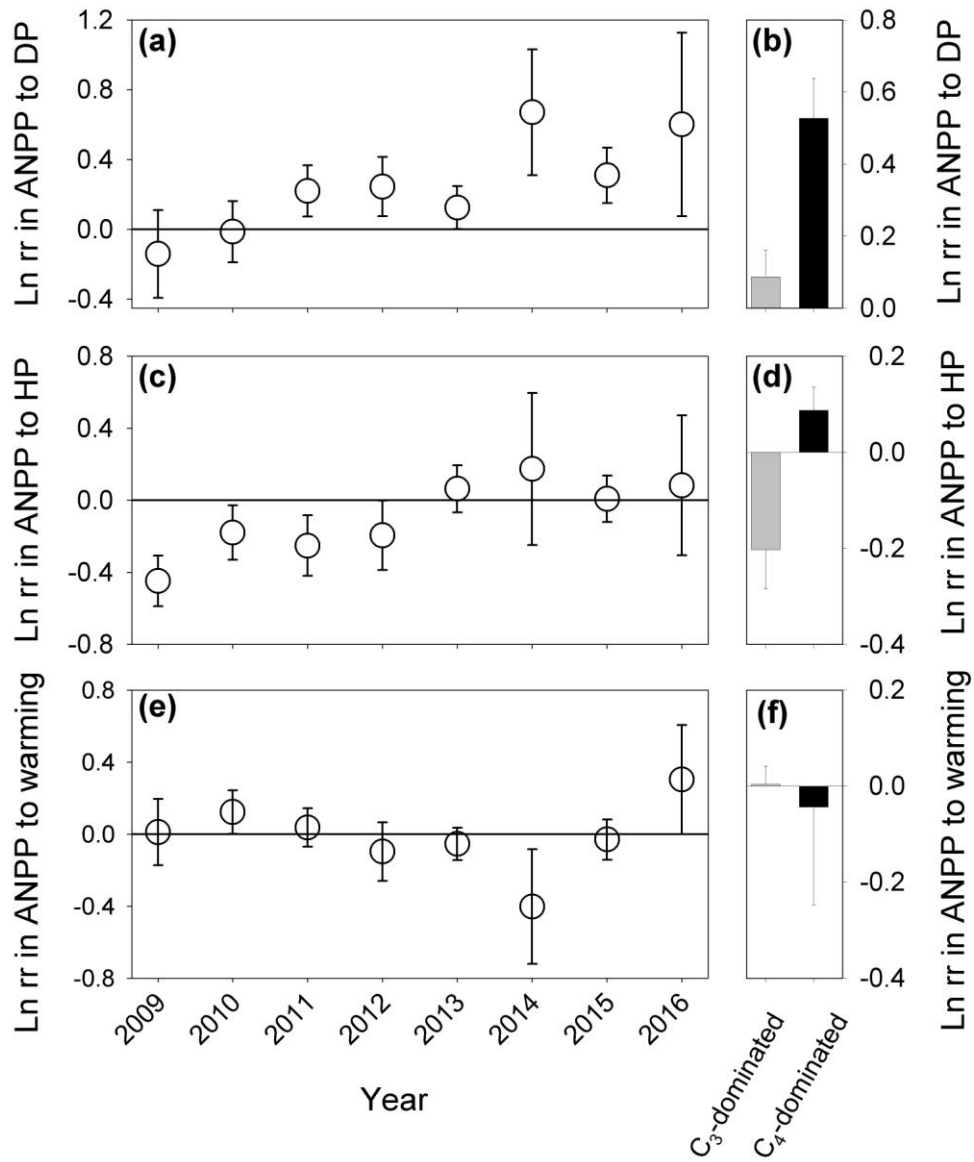 Ln rr in ANPP to DP
1.2
0.8
0.4
0.0
-0.4
(a)
(b)
0.8
0.6
0.4
0.2
0.0
Ln rr in ANPP to DP
Ln rr in ANPP to HP
0.8
0.4
0.0
-0.4
-0.8
(c)
(d)
0.2
0.0
-0.2
-0.4
Ln rr in ANPP to HP
Ln rr in ANPP to warming
0.8
0.4
0.0
-0.4
-0.8
(e)
(f)
0.2
0.0
-0.2
-0.4
Ln rr in ANPP to warming
2009
2010
2011
2012
2013
2014
2015
2016
Year
C₃-dominated
C₄-dominated